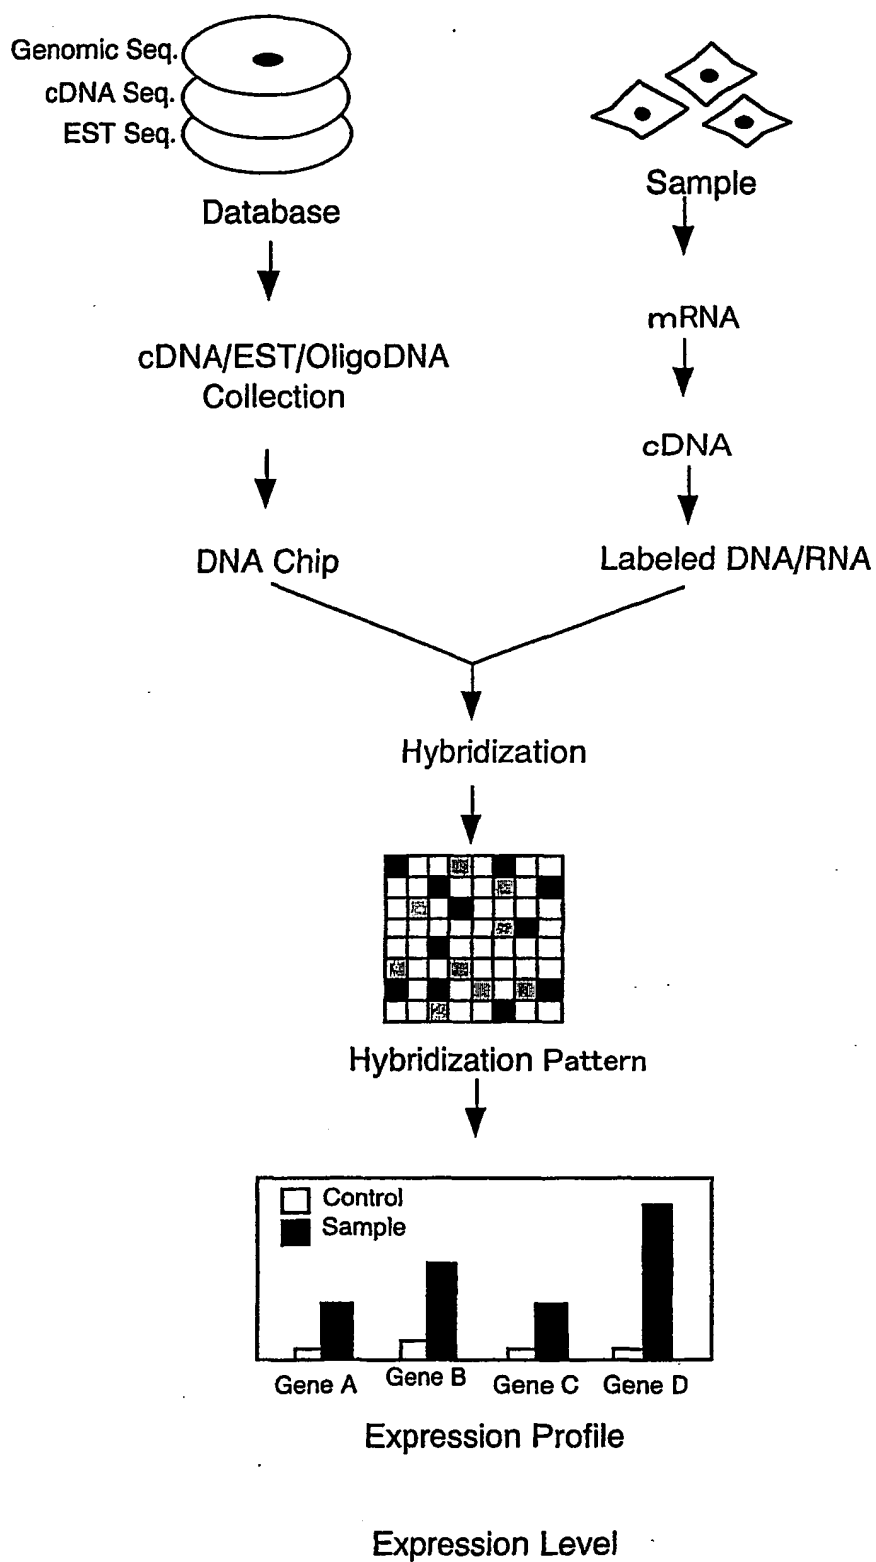 Genomic Seq.
cDNA Seq.
EST Seq.
Database
cDNA/EST/OligoDNA
Collection
DNA Chip
Sample
mRNA
cDNA
Labeled DNA/RNA
Hybridization
Hybridization Pattern
Control
Sample
Gene A
Gene B
Gene C
Gene D
Expression Profile
Expression Level